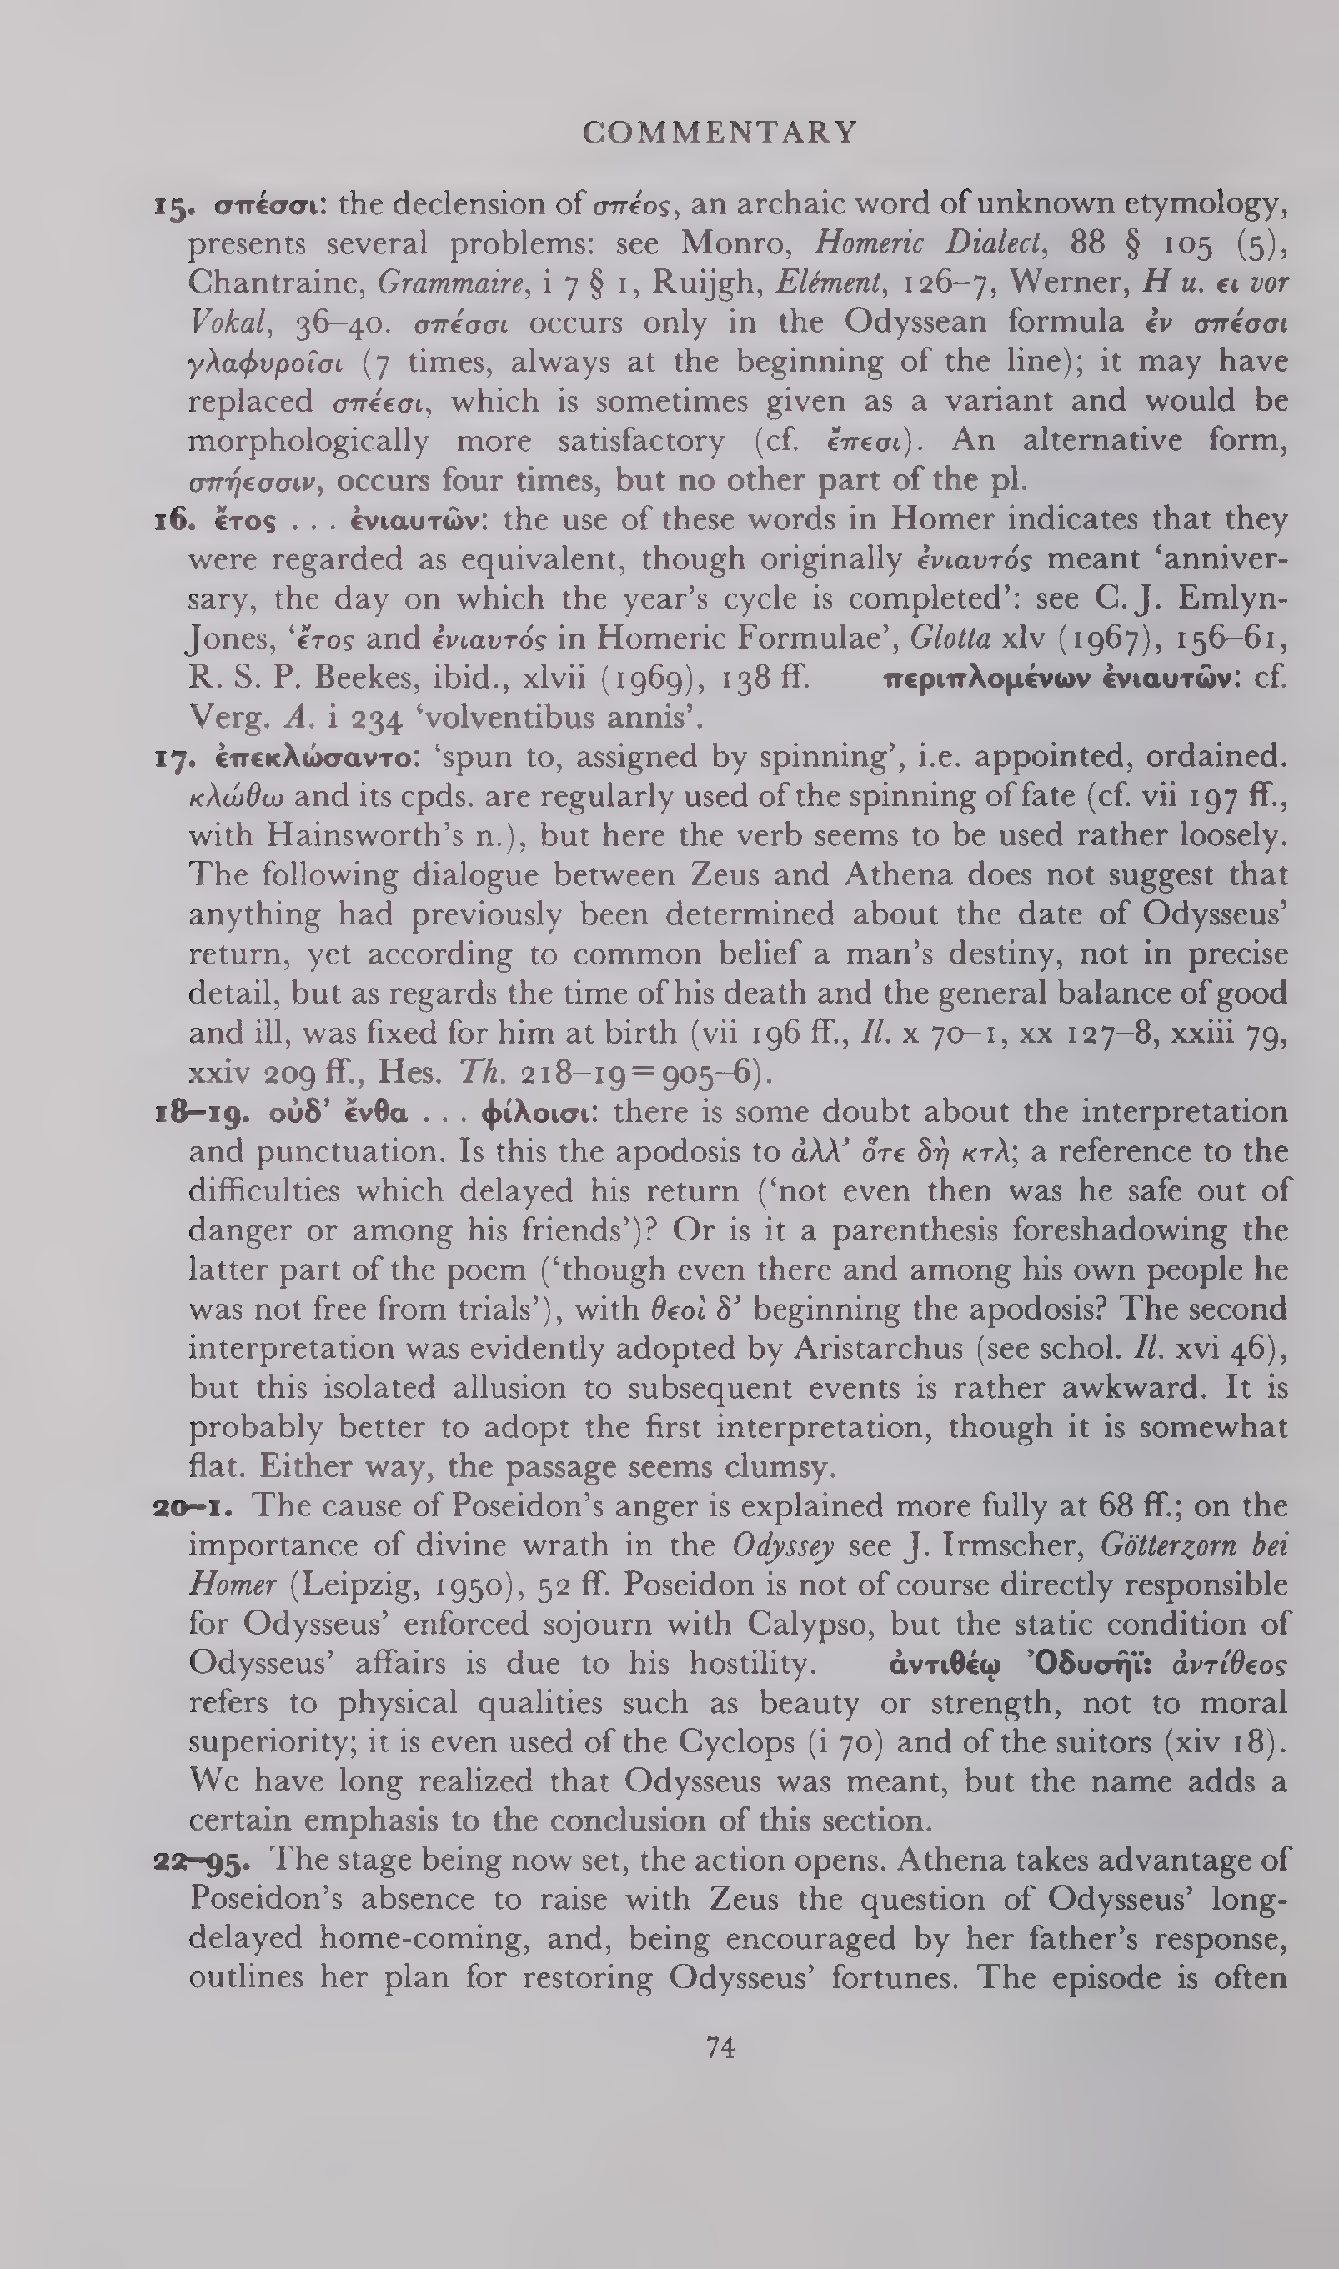 COMMENTARY
15. σπέσσι: the declension of σπέος, an archaic word of unknown etymology,
presents several problems: see Monro, Homeric Dialect, 88 § 105 (5),
Chantraine, Grammaire, i 7 § 1, Ruijgh, Elément, 126–7, Werner, H u. ει vor
Vokal, 36–40. σπέσσι occurs only in the Odyssean formula ἐν σπέσσι
γλαφυροῖσι (7 times, always at the beginning of the line); it may have
replaced σπέεσι, which is sometimes given as a variant and would be
morphologically more satisfactory (cf. ἔπεσι). An alternative form,
σπήεσσιν, occurs four times, but no other part of the pl.
16. ἔτος . . . ἐνιαυτῶν: the use of these words in Homer indicates that they
were regarded as equivalent, though originally ἐνιαυτός meant ‘anniver-
sary, the day on which the year’s cycle is completed’: see C. J. Emlyn-
Jones, ‘ἔτος and ἐνιαυτός in Homeric Formulae’, Glotta xlv (1967), 156–61,
R. S. P. Beekes, ibid., xlvii (1969), 138 ff. περιπλομένων ἐνιαυτῶν: cf.
Verg. A. i 234 ‘volventibus annis’.
17. ἐπεκλώσαντο: ‘spun to, assigned by spinning’, i.e. appointed, ordained.
κλώθω and its cpds. are regularly used of the spinning of fate (cf. vii 197 ff.,
with Hainsworth’s n.), but here the verb seems to be used rather loosely.
The following dialogue between Zeus and Athena does not suggest that
anything had previously been determined about the date of Odysseus’
return, yet according to common belief a man’s destiny, not in precise
detail, but as regards the time of his death and the general balance of good
and ill, was fixed for him at birth (vii 196 ff., Il. x 70–1, xx 127–8, xxiii 79,
xxiv 209 ff., Hes. Th. 218–19 = 905–6).
18–19. οὐδ’ ἔνθα . . . φίλοισι: there is some doubt about the interpretation
and punctuation. Is this the apodosis to ἀλλ’ ὅτε δὴ κτλ; a reference to the
difficulties which delayed his return (‘not even then was he safe out of
danger or among his friends’)? Or is it a parenthesis foreshadowing the
latter part of the poem (‘though even there and among his own people he
was not free from trials’), with θεοὶ δ’ beginning the apodosis? The second
interpretation was evidently adopted by Aristarchus (see schol. Il. xvi 46),
but this isolated allusion to subsequent events is rather awkward. It is
probably better to adopt the first interpretation, though it is somewhat
flat. Either way, the passage seems clumsy.
20–1. The cause of Poseidon’s anger is explained more fully at 68 ff.; on the
importance of divine wrath in the Odyssey see J. Irmscher, Götterzorn bei
Homer (Leipzig, 1950), 52 ff. Poseidon is not of course directly responsible
for Odysseus’ enforced sojourn with Calypso, but the static condition of
Odysseus’ affairs is due to his hostility. ἀντιθέῳ Ὀδυσῆϊ: ἀντίθεος
refers to physical qualities such as beauty or strength, not to moral
superiority; it is even used of the Cyclops (i 70) and of the suitors (xiv 18).
We have long realized that Odysseus was meant, but the name adds a
certain emphasis to the conclusion of this section.
22–95. The stage being now set, the action opens. Athena takes advantage of
Poseidon’s absence to raise with Zeus the question of Odysseus’ long-
delayed home-coming, and, being encouraged by her father’s response,
outlines her plan for restoring Odysseus’ fortunes. The episode is often
74